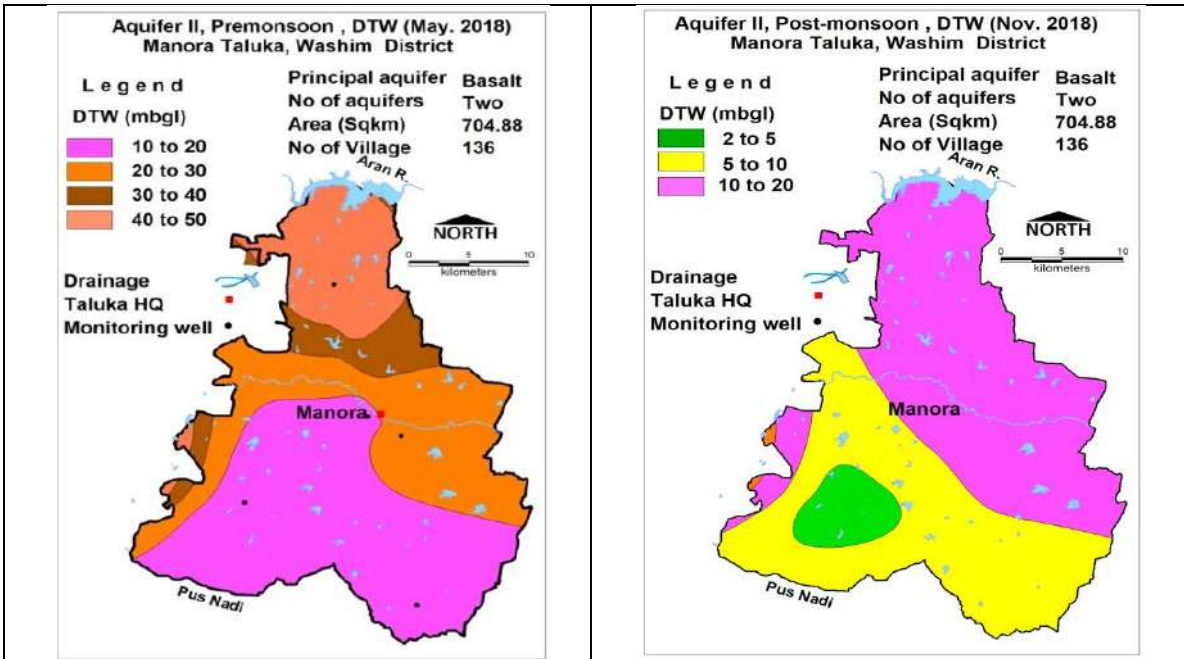 Aquifer II, Premonsoon , DTW (May. 2018)
Manora Taluka, Washim District
Legend
Principal aquifer Basalt
No of aquifers Two
DTW (mbgl)
Area (Sqkm) 704.88
No of Village 136
10 to 20
20 to 30
30 to 40
40 to 50
Aran R.
NORTH
0 5 10
kilometers
Drainage
Taluka HQ
Monitoring well
Manora
Pus Nadi
Aquifer II, Post-monsoon , DTW (Nov. 2018)
Manora Taluka, Washim District
Legend
Principal aquifer Basalt
No of aquifers Two
DTW (mbgl)
Area (Sqkm) 704.88
No of Village 136
2 to 5
5 to 10
10 to 20
Aran R.
NORTH
0 5 10
kilometers
Drainage
Taluka HQ
Monitoring well
Manora
Pus Nadi